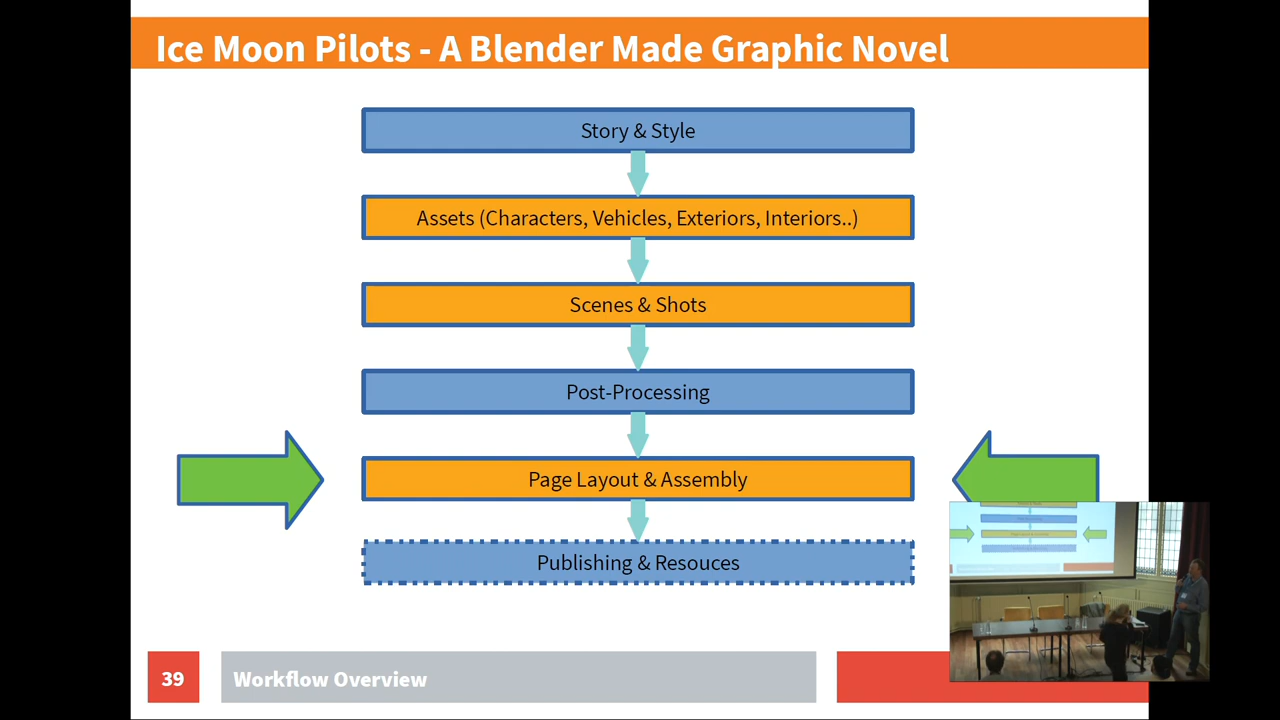 Ice Moon Pilots - A Blender Made Graphic Novel
Story & Style
Assets (Characters, Vehicles, Exteriors, Interiors..)
Scenes & Shots
Post-Processing
Page Layout & Assembly
Publishing & Resouces
39
Workflow Overview